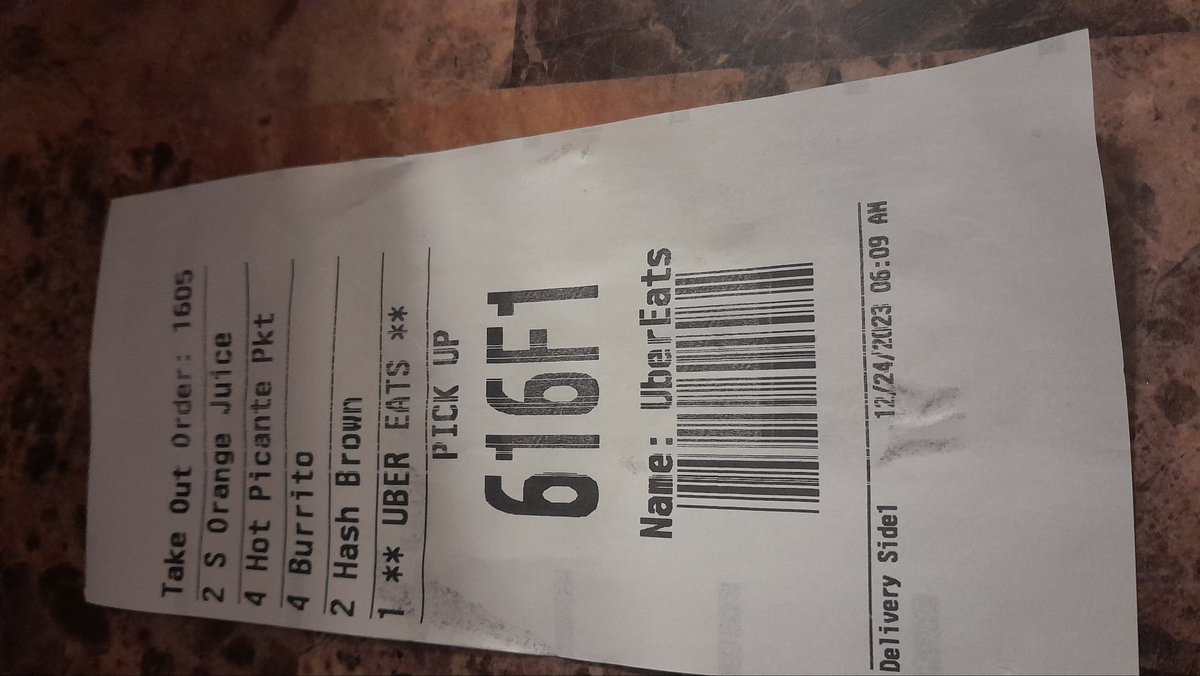 Take Out Order: 1605
2 S Orange Juice
4 Hot Picante Pkt
4 Burrito
2 Hash Brown
1 ** UBER EATS **
PICK UP
616F1
Name: UberEats
Delivery Side1 12/24/2023 06:09 AM